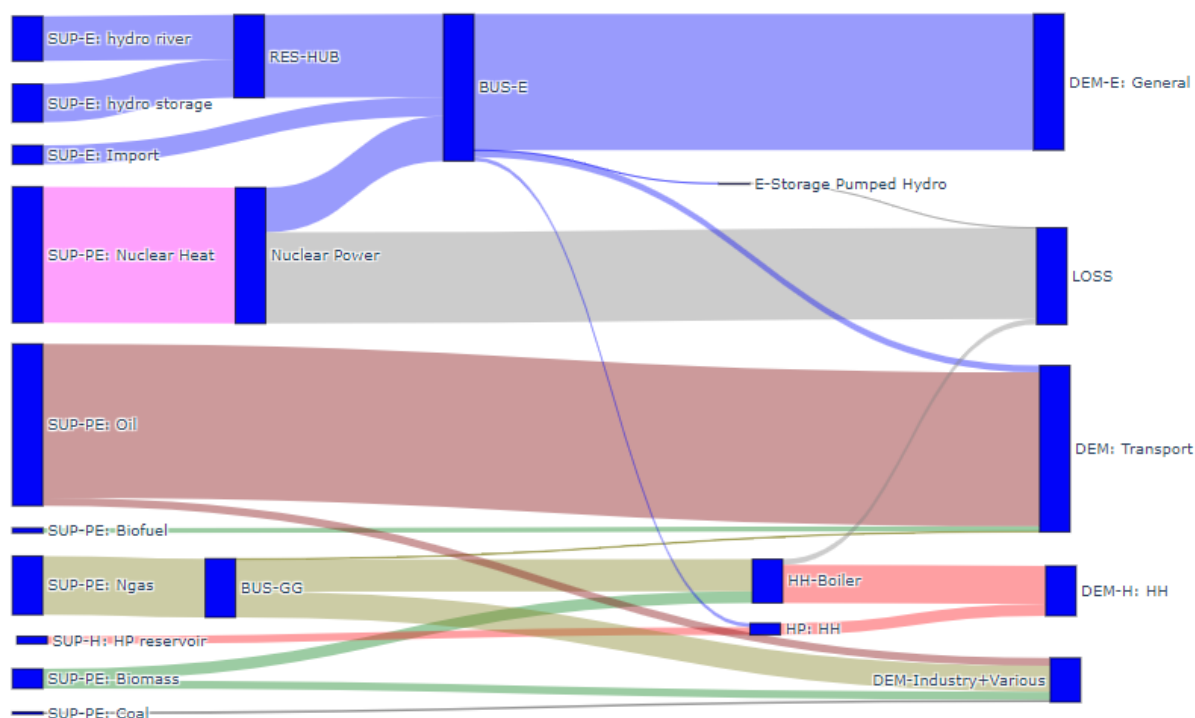 SUP-E: hydro river
RES-HUB
BUS-E
DEM-E: General
SUP-E: hydro storage
SUP-E: Import
E-Storage Pumped Hydro
SUP-PE: Nuclear Heat
Nuclear Power
LOSS
SUP-PE: Oil
DEM: Transport
SUP-PE: Biofuel
SUP-PE: Ngas
BUS-GG
HH-Boiler
DEM-H: HH
SUP-H: HP reservoir
HP: HH
SUP-PE: Biomass
DEM-Industry+Various
SUP-PE: Coal